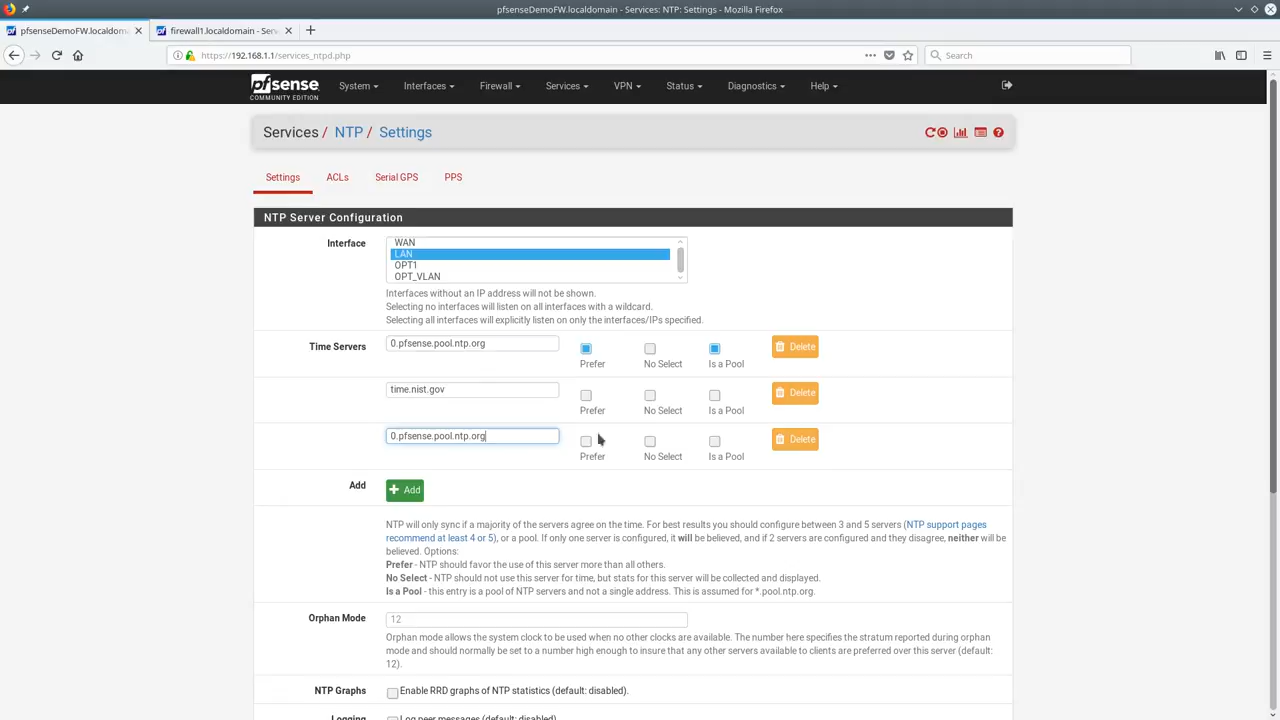 pfsenseDemoFW.localdomain - Services: NTP: Settings - Mozilla Firefox
pfsenseDemoFW.localdom
firewall1.localdomain - Serv
https://192.168.1.1/services_ntpd.php
Search
pfsense
COMMUNITY EDITION
System
Interfaces
Firewall
Services
VPN
Status
Diagnostics
Help
Services / NTP / Settings
Settings
ACLs
Serial GPS
PPS
NTP Server Configuration
Interface
WAN
LAN
OPT1
OPT_VLAN
Interfaces without an IP address will not be shown.
Selecting no interfaces will listen on all interfaces with a wildcard.
Selecting all interfaces will explicitly listen on only the interfaces/IPs specified.
Time Servers
0.pfsense.pool.ntp.org
Prefer
No Select
Is a Pool
Delete
time.nist.gov
Prefer
No Select
Is a Pool
Delete
0.pfsense.pool.ntp.org
Prefer
No Select
Is a Pool
Delete
Add
Add
NTP will only sync if a majority of the servers agree on the time. For best results you should configure between 3 and 5 servers (NTP support pages
recommend at least 4 or 5), or a pool. If only one server is configured, it will be believed, and if 2 servers are configured and they disagree, neither will be
believed. Options:
Prefer - NTP should favor the use of this server more than all others.
No Select - NTP should not use this server for time, but stats for this server will be collected and displayed.
Is a Pool - this entry is a pool of NTP servers and not a single address. This is assumed for *.pool.ntp.org.
Orphan Mode
12
Orphan mode allows the system clock to be used when no other clocks are available. The number here specifies the stratum reported during orphan
mode and should normally be set to a number high enough to insure that any other servers available to clients are preferred over this server (default:
12).
NTP Graphs
Enable RRD graphs of NTP statistics (default: disabled).
Logging
Log peer messages (default: disabled)